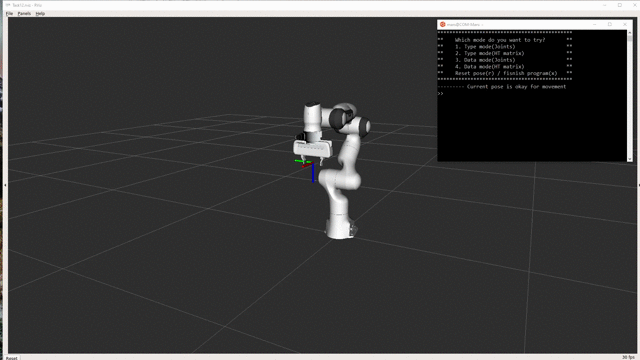 File Panels Help
**************************************
**    Which mode do you want to try?    **
**    1. Type mode(Joints)    **
**    2. Type mode(HT matrix)    **
**    3. Data mode(Joints)    **
**    4. Data mode(HT matrix)    **
**    Reset pose(r) / fisnish program(x)    **
**************************************
--------- Current pose is okay for movement
>>
Reset
30 fps